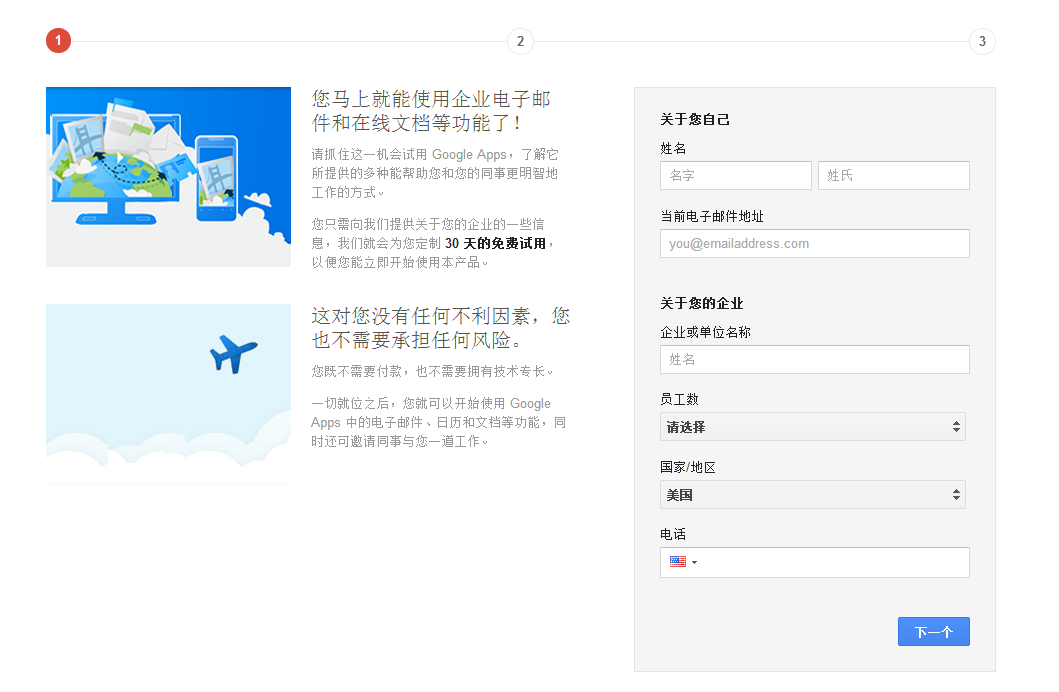 1
2
3
您马上就能使用企业电子邮
件和在线文档等功能了！
请抓住这一机会试用 Google Apps，了解它
所提供的多种能帮助您和您的同事更明智地
工作的方式。
您只需向我们提供关于您的企业的一些信
息，我们就会为您定制 30 天的免费试用，
以便您能立即开始使用本产品。
这对您没有任何不利因素，您
也不需要承担任何风险。
您既不需要付款，也不需要拥有技术专长。
一切就位之后，您就可以开始使用 Google
Apps 中的电子邮件、日历和文档等功能，同
时还可邀请同事与您一道工作。
关于您自己
姓名
名字 姓氏
当前电子邮件地址
you@emailaddress.com
关于您的企业
企业或单位名称
姓名
员工数
请选择
国家/地区
美国
电话
下一个